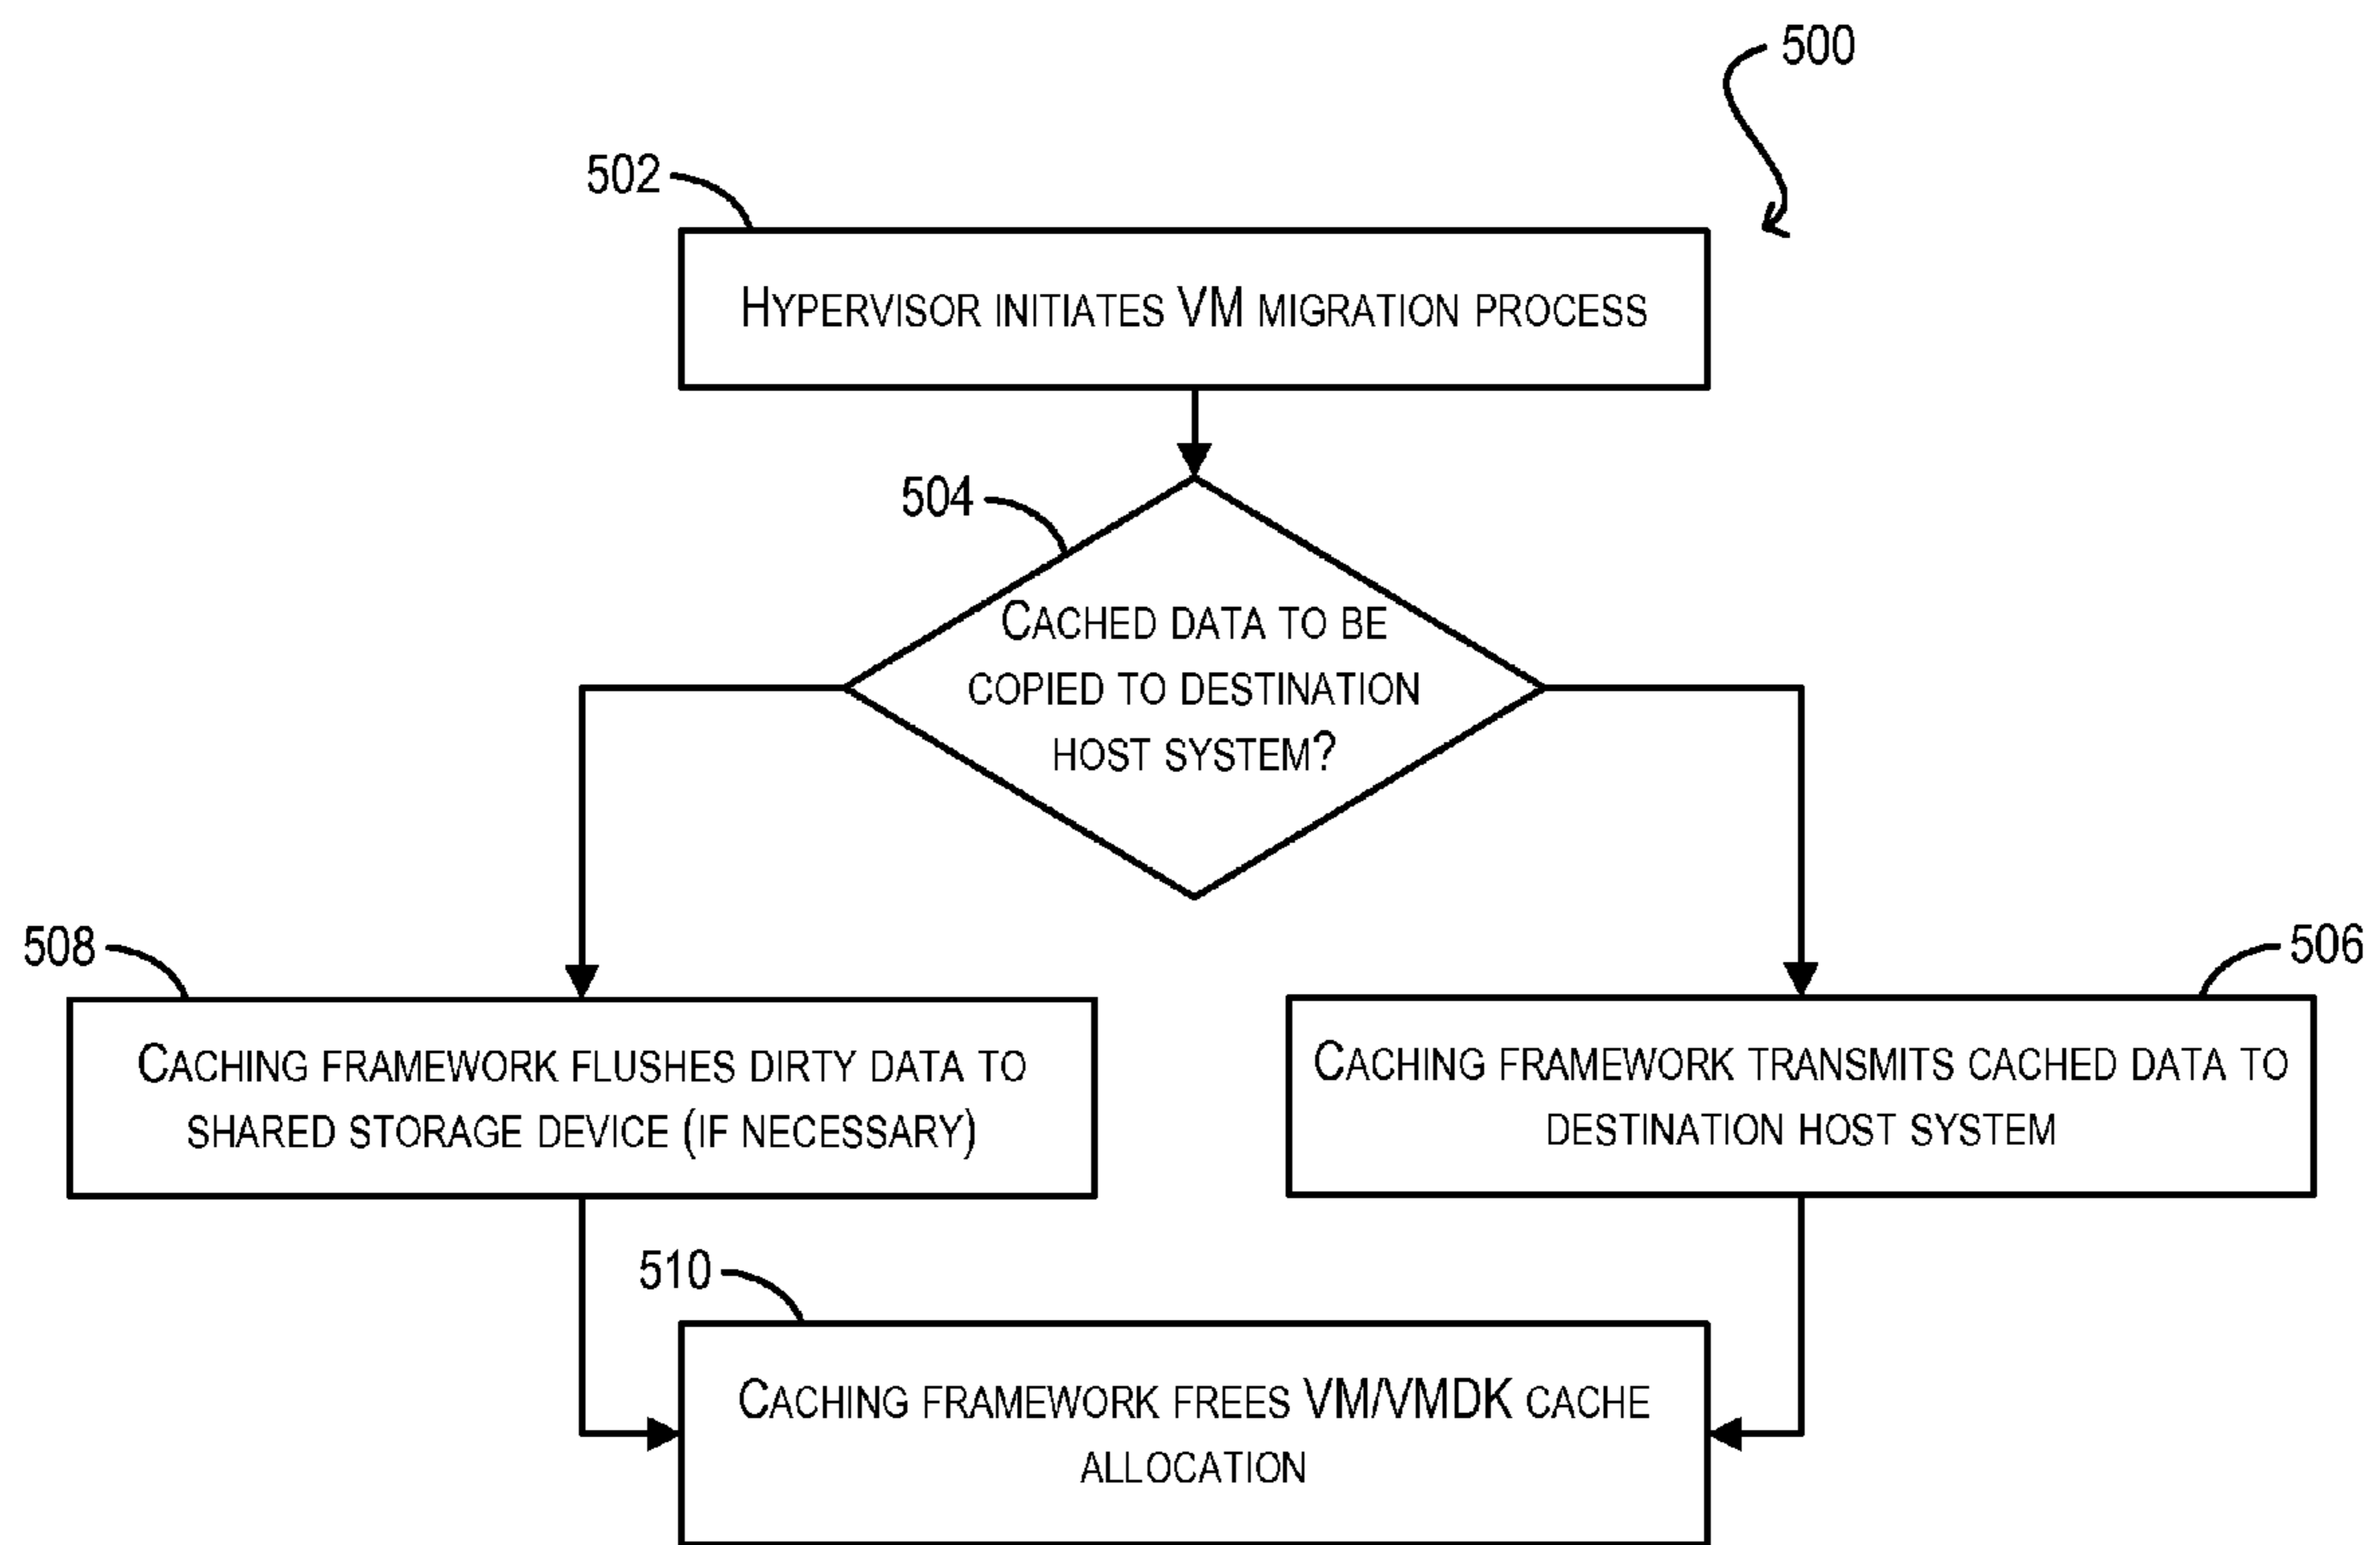 500
502
Hypervisor initiates VM migration process
504
Cached data to be
copied to destination
host system?
508
506
Caching framework flushes dirty data to
shared storage device (if necessary)
Caching framework transmits cached data to
destination host system
510
Caching framework frees VM/VMDK cache
allocation